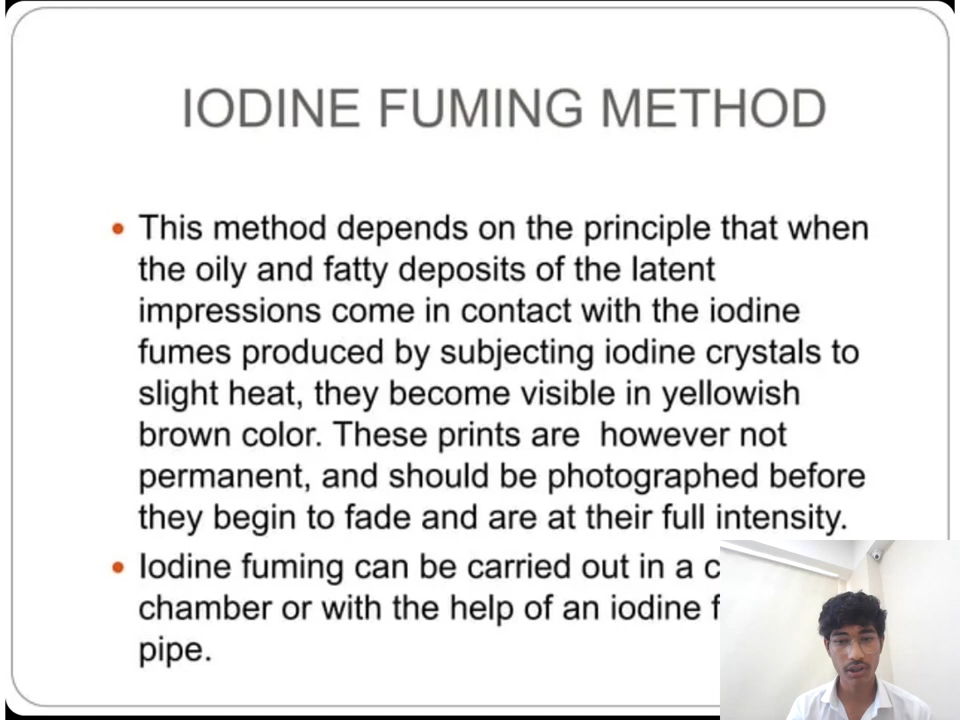 IODINE FUMING METHOD
• This method depends on the principle that when
the oily and fatty deposits of the latent
impressions come in contact with the iodine
fumes produced by subjecting iodine crystals to
slight heat, they become visible in yellowish
brown color. These prints are however not
permanent, and should be photographed before
they begin to fade and are at their full intensity.
• Iodine fuming can be carried out in a
chamber or with the help of an iodine
pipe.